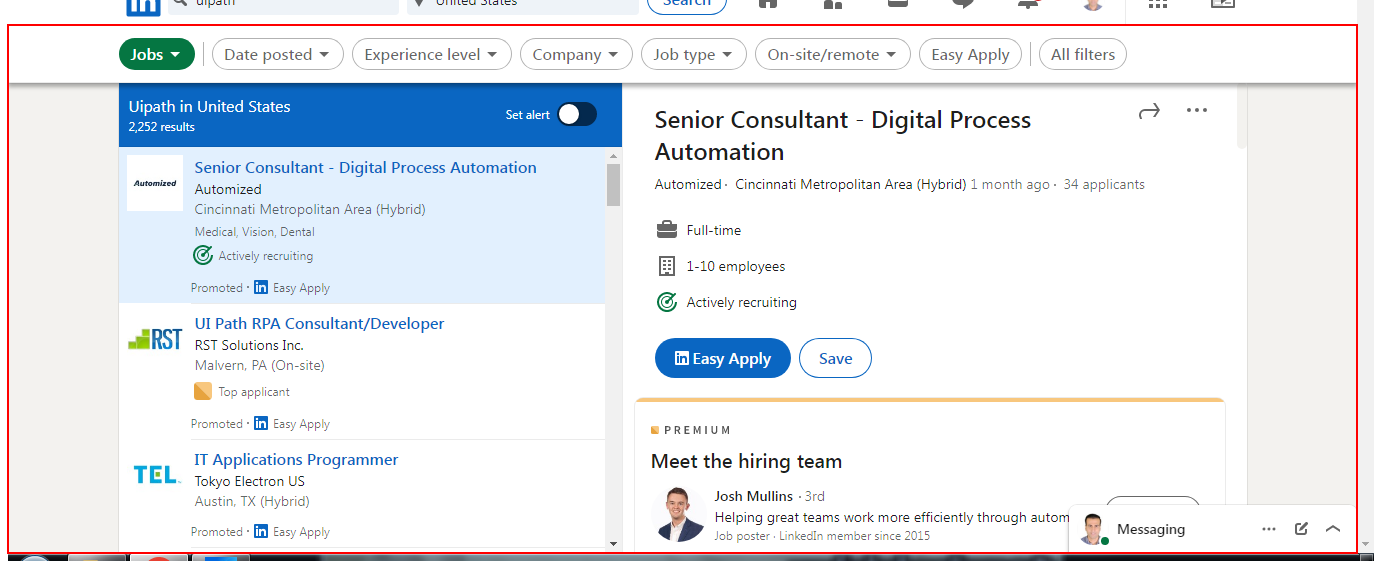 in
uipath
United States
Search
Jobs
Date posted
Experience level
Company
Job type
On-site/remote
Easy Apply
All filters
Uipath in United States
2,252 results
Set alert
Automized
Senior Consultant - Digital Process Automation
Automized
Cincinnati Metropolitan Area (Hybrid)
Medical, Vision, Dental
Actively recruiting
Promoted · in Easy Apply
RST
UI Path RPA Consultant/Developer
RST Solutions Inc.
Malvern, PA (On-site)
Top applicant
Promoted · in Easy Apply
TEL
IT Applications Programmer
Tokyo Electron US
Austin, TX (Hybrid)
Promoted · in Easy Apply
Senior Consultant - Digital Process
Automation
Automized · Cincinnati Metropolitan Area (Hybrid) 1 month ago · 34 applicants
Full-time
1-10 employees
Actively recruiting
in Easy Apply
Save
PREMIUM
Meet the hiring team
Josh Mullins · 3rd
Helping great teams work more efficiently through autom
Job poster · LinkedIn member since 2015
Messaging